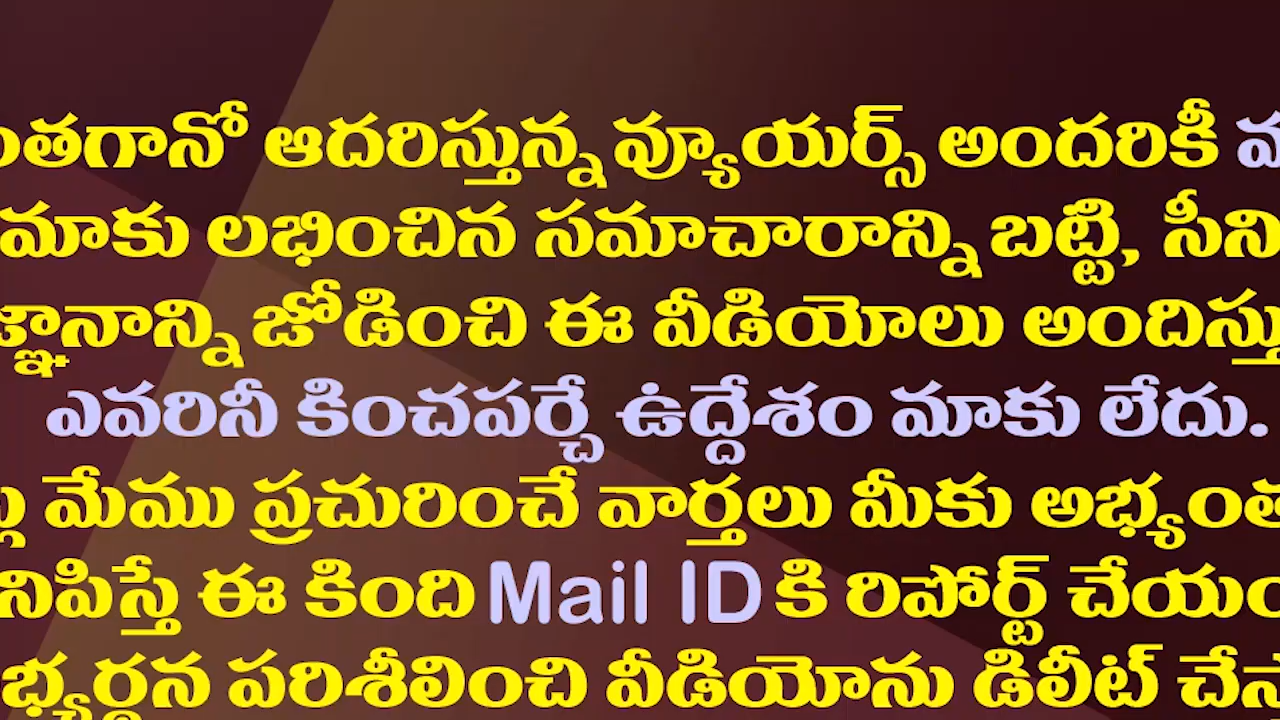 ంతగానో ఆదరిస్తున్న వ్యూయర్స్ అందరికీ
మాకు లభించిన సమాచారాన్ని బట్టి, సీని
జ్ఞానాన్ని జోడించి ఈ వీడియోలు అందిస్తు
ఎవరినీ కించపర్చే ఉద్దేశం మాకు లేదు.
మేము ప్రచురించే వార్తలు మీకు అభ్యంత
నిపిస్తే ఈ కింది Mail ID కి రిపోర్ట్ చేయం
భ్యర్థన పరిశీలించి వీడియోను డిలీట్ చేస